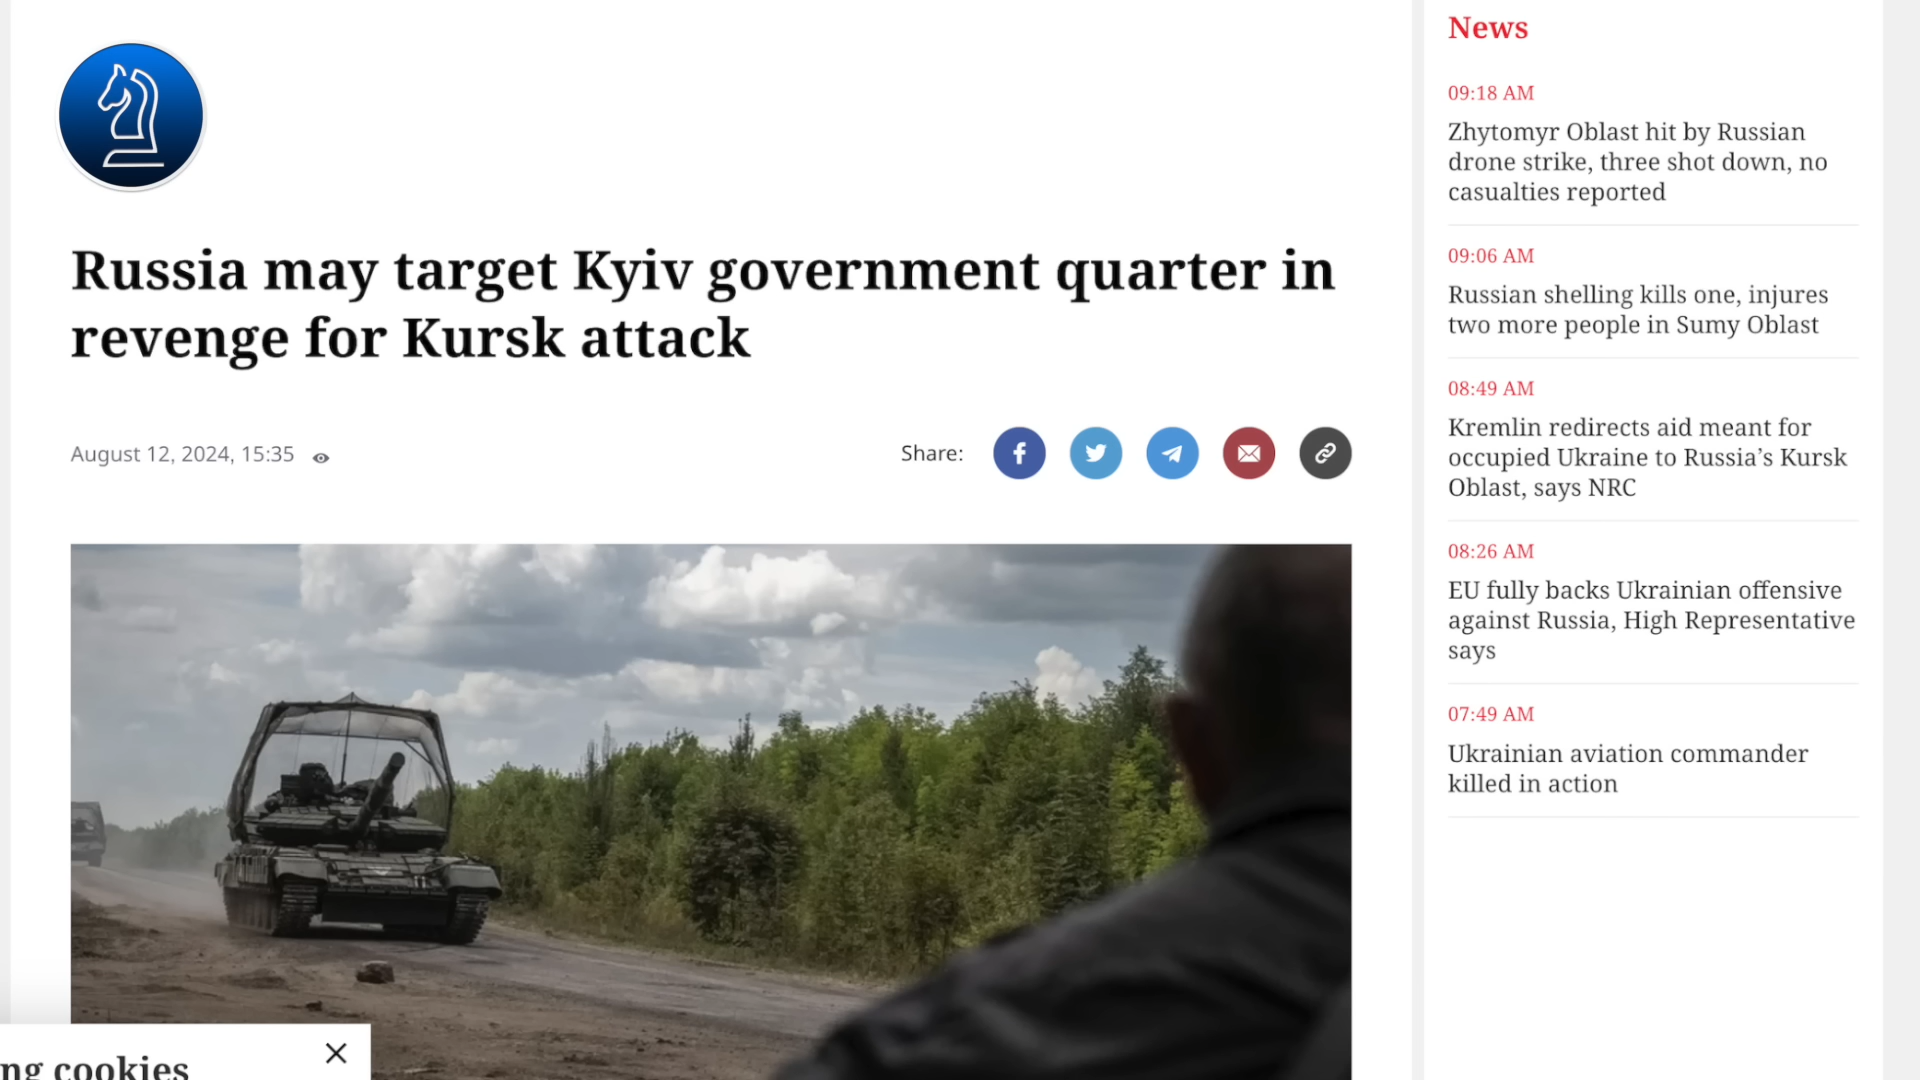 Russia may target Kyiv government quarter in
revenge for Kursk attack
August 12, 2024, 15:35
Share:
ng cookies
News
09:18 AM
Zhytomyr Oblast hit by Russian
drone strike, three shot down, no
casualties reported
09:06 AM
Russian shelling kills one, injures
two more people in Sumy Oblast
08:49 AM
Kremlin redirects aid meant for
occupied Ukraine to Russia’s Kursk
Oblast, says NRC
08:26 AM
EU fully backs Ukrainian offensive
against Russia, High Representative
says
07:49 AM
Ukrainian aviation commander
killed in action